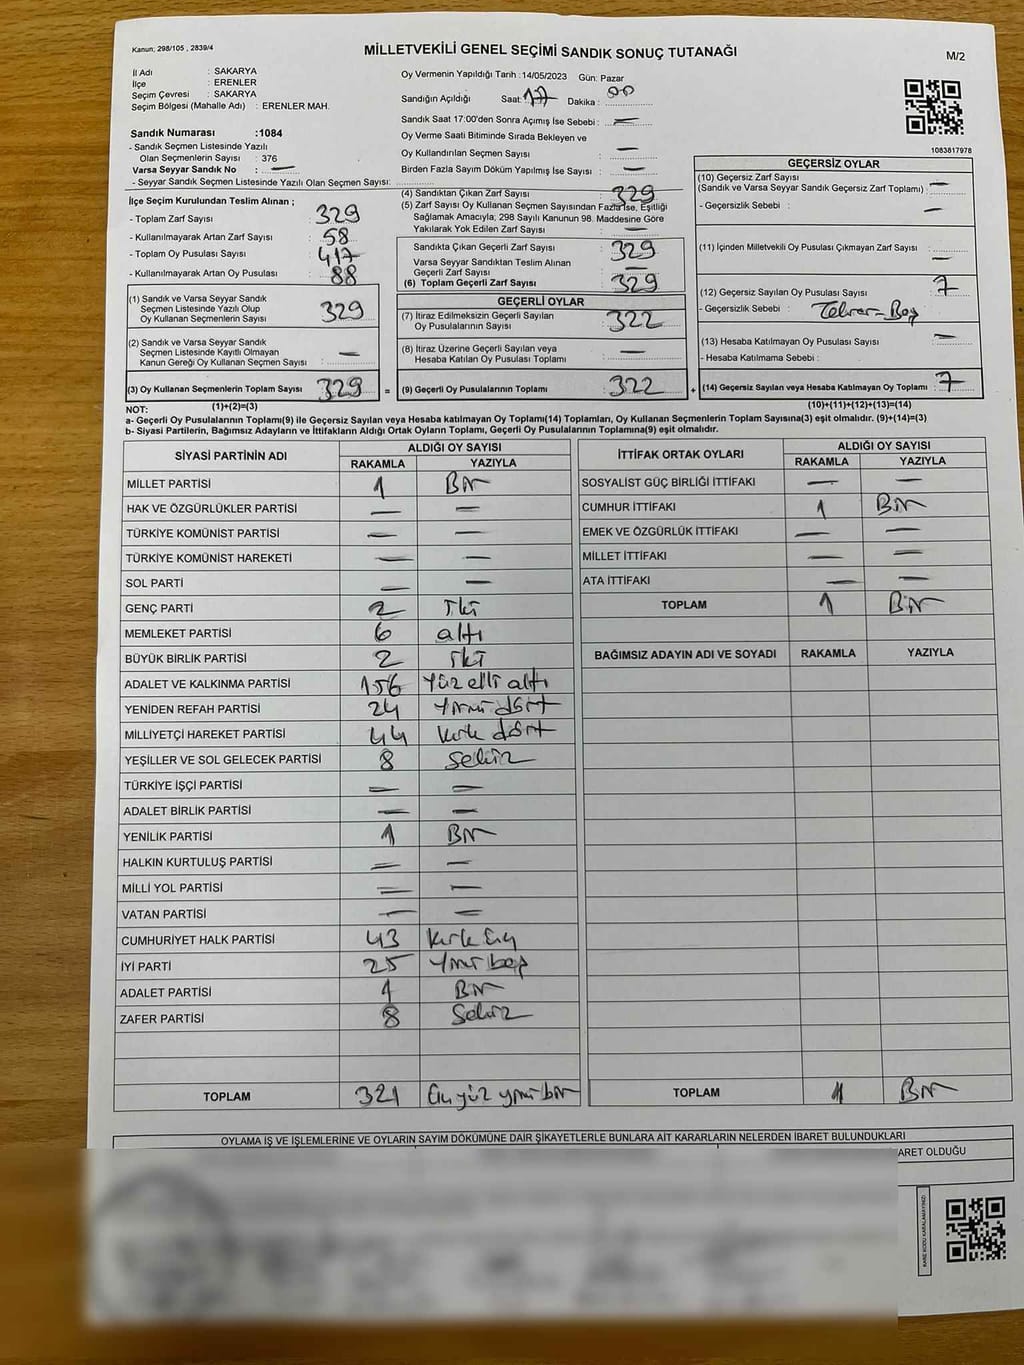 Kanun; 298/105 , 2839/4
MİLLETVEKİLİ GENEL SEÇİMİ SANDIK SONUÇ TUTANAĞI
M/2
İl Adı : SAKARYA
İlçe : ERENLER
Seçim Çevresi : SAKARYA
Seçim Bölgesi (Mahalle Adı) : ERENLER MAH.
Sandık Numarası :1084
- Sandık Seçmen Listesinde Yazılı
Olan Seçmenlerin Sayısı : 376
Varsa Seyyar Sandık No : —
- Seyyar Sandık Seçmen Listesinde Yazılı Olan Seçmen Sayısı:
Oy Vermenin Yapıldığı Tarih : 14/05/2023 Gün: Pazar
Sandığın Açıldığı Saat: 17 Dakika : 00
Sandık Saat 17:00'den Sonra Açımış İse Sebebi : —
Oy Verme Saati Bitiminde Sırada Bekleyen ve
Oy Kullandırılan Seçmen Sayısı : —
Birden Fazla Sayım Döküm Yapılmış İse Sayısı : —
1083817978
İlçe Seçim Kurulundan Teslim Alınan ;
- Toplam Zarf Sayısı : 329
- Kullanılmayarak Artan Zarf Sayısı : 58
- Toplam Oy Pusulası Sayısı : 417
- Kullanılmayarak Artan Oy Pusulası : 88
(1) Sandık ve Varsa Seyyar Sandık
Seçmen Listesinde Yazılı Olup
Oy Kullanan Seçmenlerin Sayısı : 329
(2) Sandık ve Varsa Seyyar Sandık
Seçmen Listesinde Kayıtlı Olmayan
Kanun Gereği Oy Kullanan Seçmen Sayısı : —
(3) Oy Kullanan Seçmenlerin Toplam Sayısı : 329 =
(1)+(2)=(3)
(4) Sandıktan Çıkan Zarf Sayısı : 329
(5) Zarf Sayısı Oy Kullanan Seçmen Sayısından Fazla İse, Eşitliği
Sağlamak Amacıyla; 298 Sayılı Kanunun 98. Maddesine Göre
Yakılarak Yok Edilen Zarf Sayısı : —
Sandıkta Çıkan Geçerli Zarf Sayısı : 329
Varsa Seyyar Sandıktan Teslim Alınan
Geçerli Zarf Sayısı : —
(6) Toplam Geçerli Zarf Sayısı : 329
GEÇERLİ OYLAR
(7) İtiraz Edilmeksizin Geçerli Sayılan
Oy Pusulalarının Sayısı : 322
(8) İtiraz Üzerine Geçerli Sayılan veya
Hesaba Katılan Oy Pusulası Toplamı : —
(9) Geçerli Oy Pusulalarının Toplamı : 322 +
GEÇERSİZ OYLAR
(10) Geçersiz Zarf Sayısı
(Sandık ve Varsa Seyyar Sandık Geçersiz Zarf Toplamı) : —
- Geçersizlik Sebebi : —
(11) İçinden Milletvekili Oy Pusulası Çıkmayan Zarf Sayısı : —
(12) Geçersiz Sayılan Oy Pusulası Sayısı : 7
- Geçersizlik Sebebi :
(13) Hesaba Katılmayan Oy Pusulası Sayısı : —
- Hesaba Katılmama Sebebi :
(14) Geçersiz Sayılan veya Hesaba Katılmayan Oy Toplamı : 7
(10)+(11)+(12)+(13)=(14)
NOT:
a- Geçerli Oy Pusulalarının Toplamı(9) ile Geçersiz Sayılan veya Hesaba katılmayan Oy Toplamı(14) Toplamları, Oy Kullanan Seçmenlerin Toplam Sayısına(3) eşit olmalıdır. (9)+(14)=(3)
b- Siyasi Partilerin, Bağımsız Adayların ve İttifakların Aldığı Ortak Oyların Toplamı, Geçerli Oy Pusulalarının Toplamına(9) eşit olmalıdır.
SİYASİ PARTİNİN ADI ALDIĞI OY SAYISI
RAKAMLA YAZIYLA
MİLLET PARTİSİ 1 Bir
HAK VE ÖZGÜRLÜKLER PARTİSİ — —
TÜRKİYE KOMÜNİST PARTİSİ — —
TÜRKİYE KOMÜNİST HAREKETİ — —
SOL PARTİ — —
GENÇ PARTİ 2 iki
MEMLEKET PARTİSİ 6 altı
BÜYÜK BİRLİK PARTİSİ 2 iki
ADALET VE KALKINMA PARTİSİ 156 Yüz elli altı
YENİDEN REFAH PARTİSİ 24 Yirmi dört
MİLLİYETÇİ HAREKET PARTİSİ 44 Kırk dört
YEŞİLLER VE SOL GELECEK PARTİSİ 8 Sekiz
TÜRKİYE İŞÇİ PARTİSİ — —
ADALET BİRLİK PARTİSİ — —
YENİLİK PARTİSİ 1 Bir
HALKIN KURTULUŞ PARTİSİ — —
MİLLİ YOL PARTİSİ — —
VATAN PARTİSİ — —
CUMHURİYET HALK PARTİSİ 43 Kırk üç
İYİ PARTİ 25 Yirmi beş
ADALET PARTİSİ 1 Bir
ZAFER PARTİSİ 8 Sekiz
TOPLAM 321 Üçyüz yirmi bir
İTTİFAK ORTAK OYLARI ALDIĞI OY SAYISI
RAKAMLA YAZIYLA
SOSYALİST GÜÇ BİRLİĞİ İTTİFAKI — —
CUMHUR İTTİFAKI 1 Bir
EMEK VE ÖZGÜRLÜK İTTİFAKI — —
MİLLET İTTİFAKI — —
ATA İTTİFAKI — —
TOPLAM 1 Bir
BAĞIMSIZ ADAYIN ADI VE SOYADI RAKAMLA YAZIYLA
TOPLAM 1 Bir
OYLAMA İŞ VE İŞLEMLERİNE VE OYLARIN SAYIM DÖKÜMÜNE DAİR ŞİKAYETLERLE BUNLARA AİT KARARLARIN NELERDEN İBARET BULUNDUKLARI
ARET OLDUĞU
KARE KODU KARALAMAYINIZ!